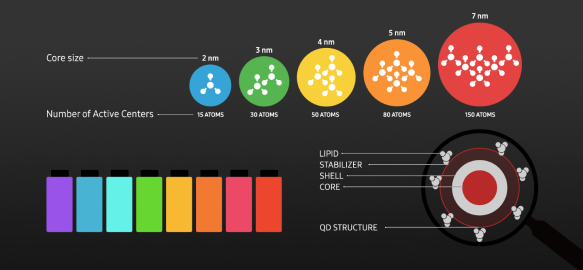 7 nm
4 nm
5 nm
3 nm
2 nm
Core size
Number of Active Centers
15 ATOMS
30 ATOMS
50 ATOMS
80 ATOMS
150 ATOMS
LIPID
STABILIZER
SHELL
CORE
QD STRUCTURE